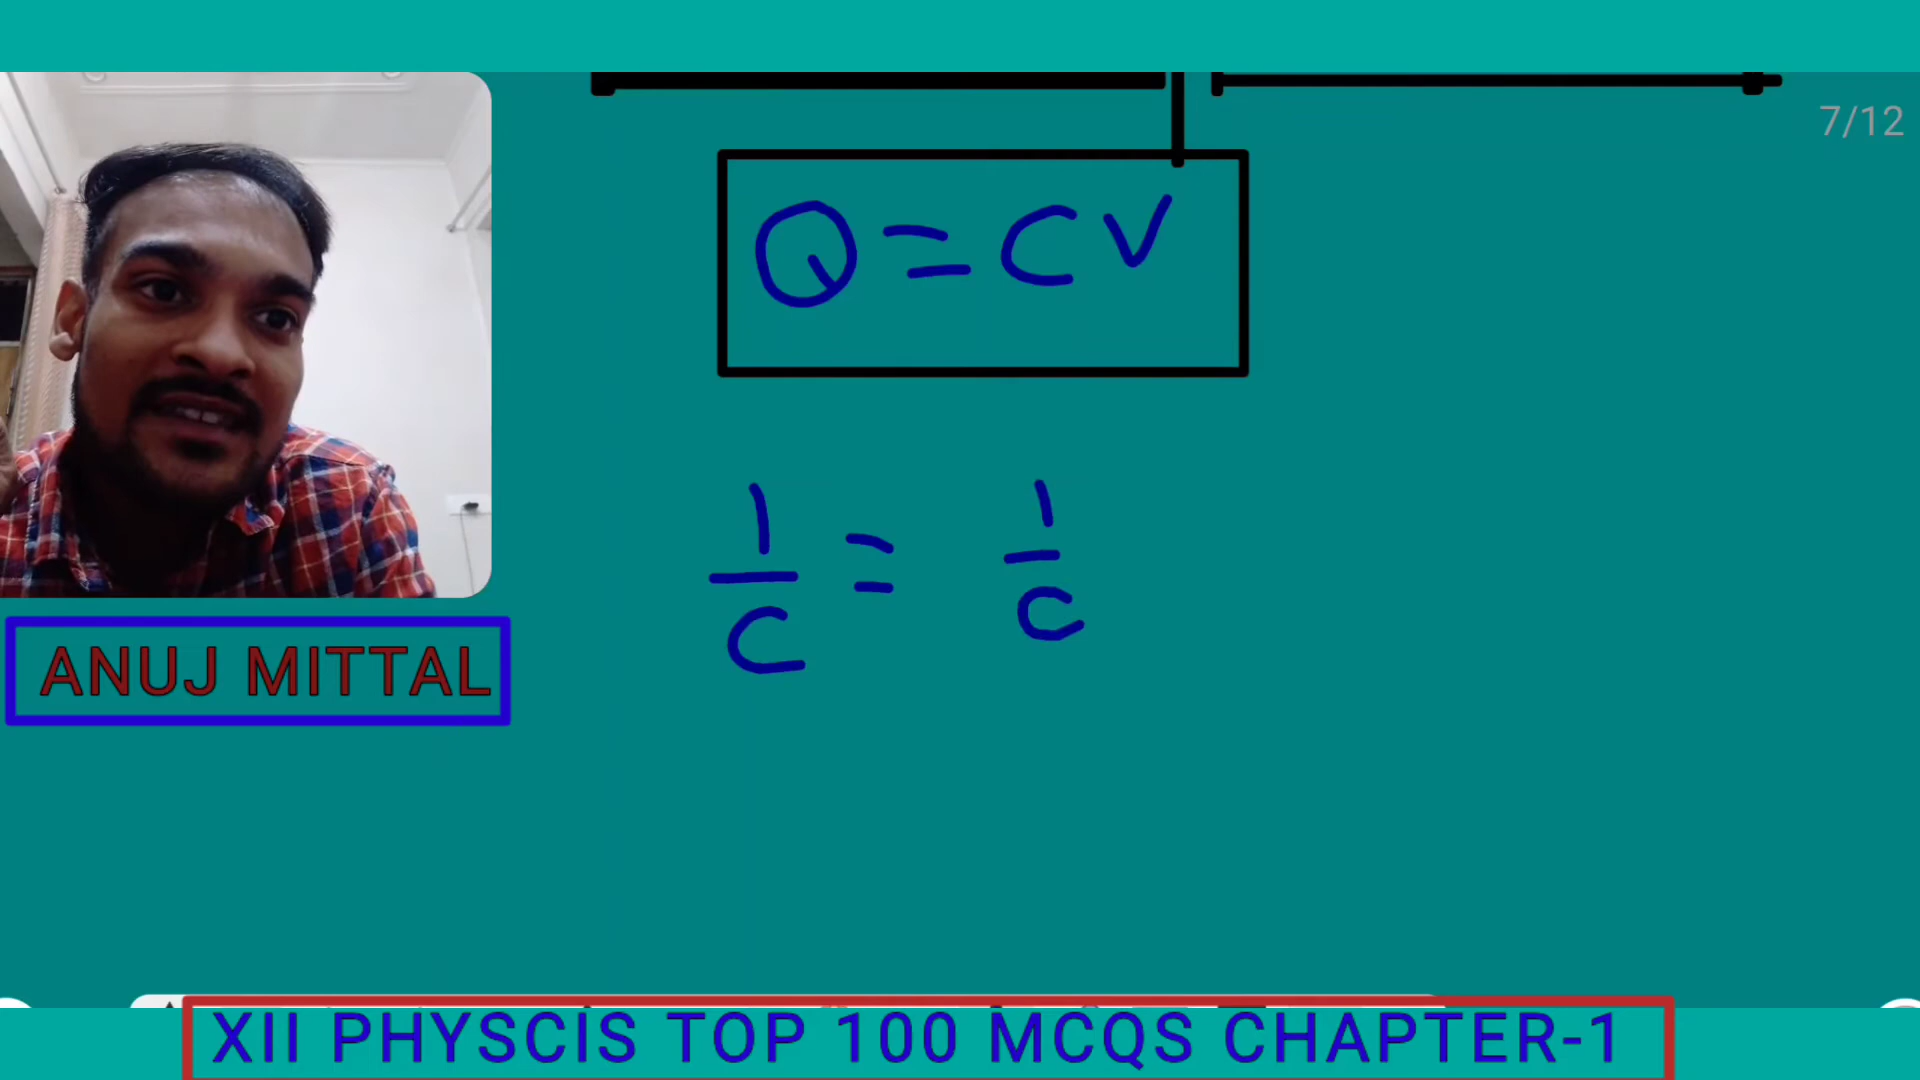 7/12
Q = CV
1/C = 1/C
ANUJ MITTAL
XII PHYSCIS TOP 100 MCQS CHAPTER-1